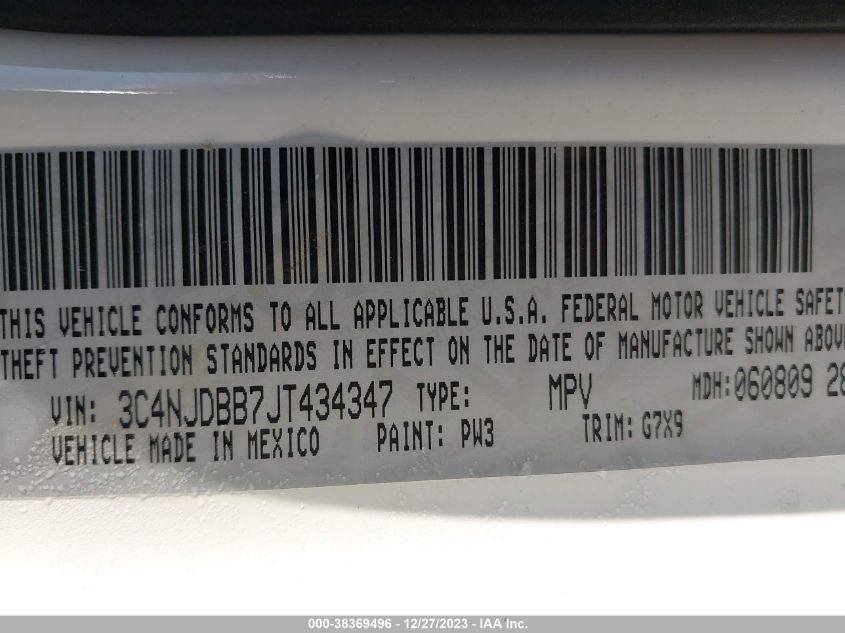 THIS VEHICLE CONFORMS TO ALL APPLICABLE U.S.A. FEDERAL MOTOR VEHICLE SAFET
THEFT PREVENTION STANDARDS IN EFFECT ON THE DATE OF MANUFACTURE SHOWN ABOV
VIN: 3C4NJDBB7JT434347 TYPE: MPV MDH:060809 28
VEHICLE MADE IN MEXICO PAINT: PW3 TRIM: G7X9
000-38369496 - 12/27/2023 - IAA Inc.